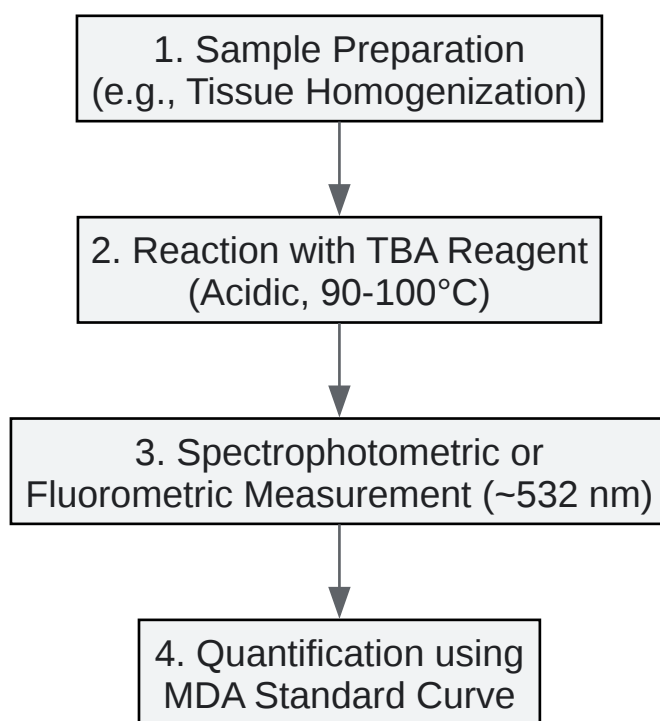 1. Sample Preparation
(e.g., Tissue Homogenization)
2. Reaction with TBA Reagent
(Acidic, 90-100°C)
3. Spectrophotometric or
Fluorometric Measurement (~532 nm)
4. Quantification using
MDA Standard Curve